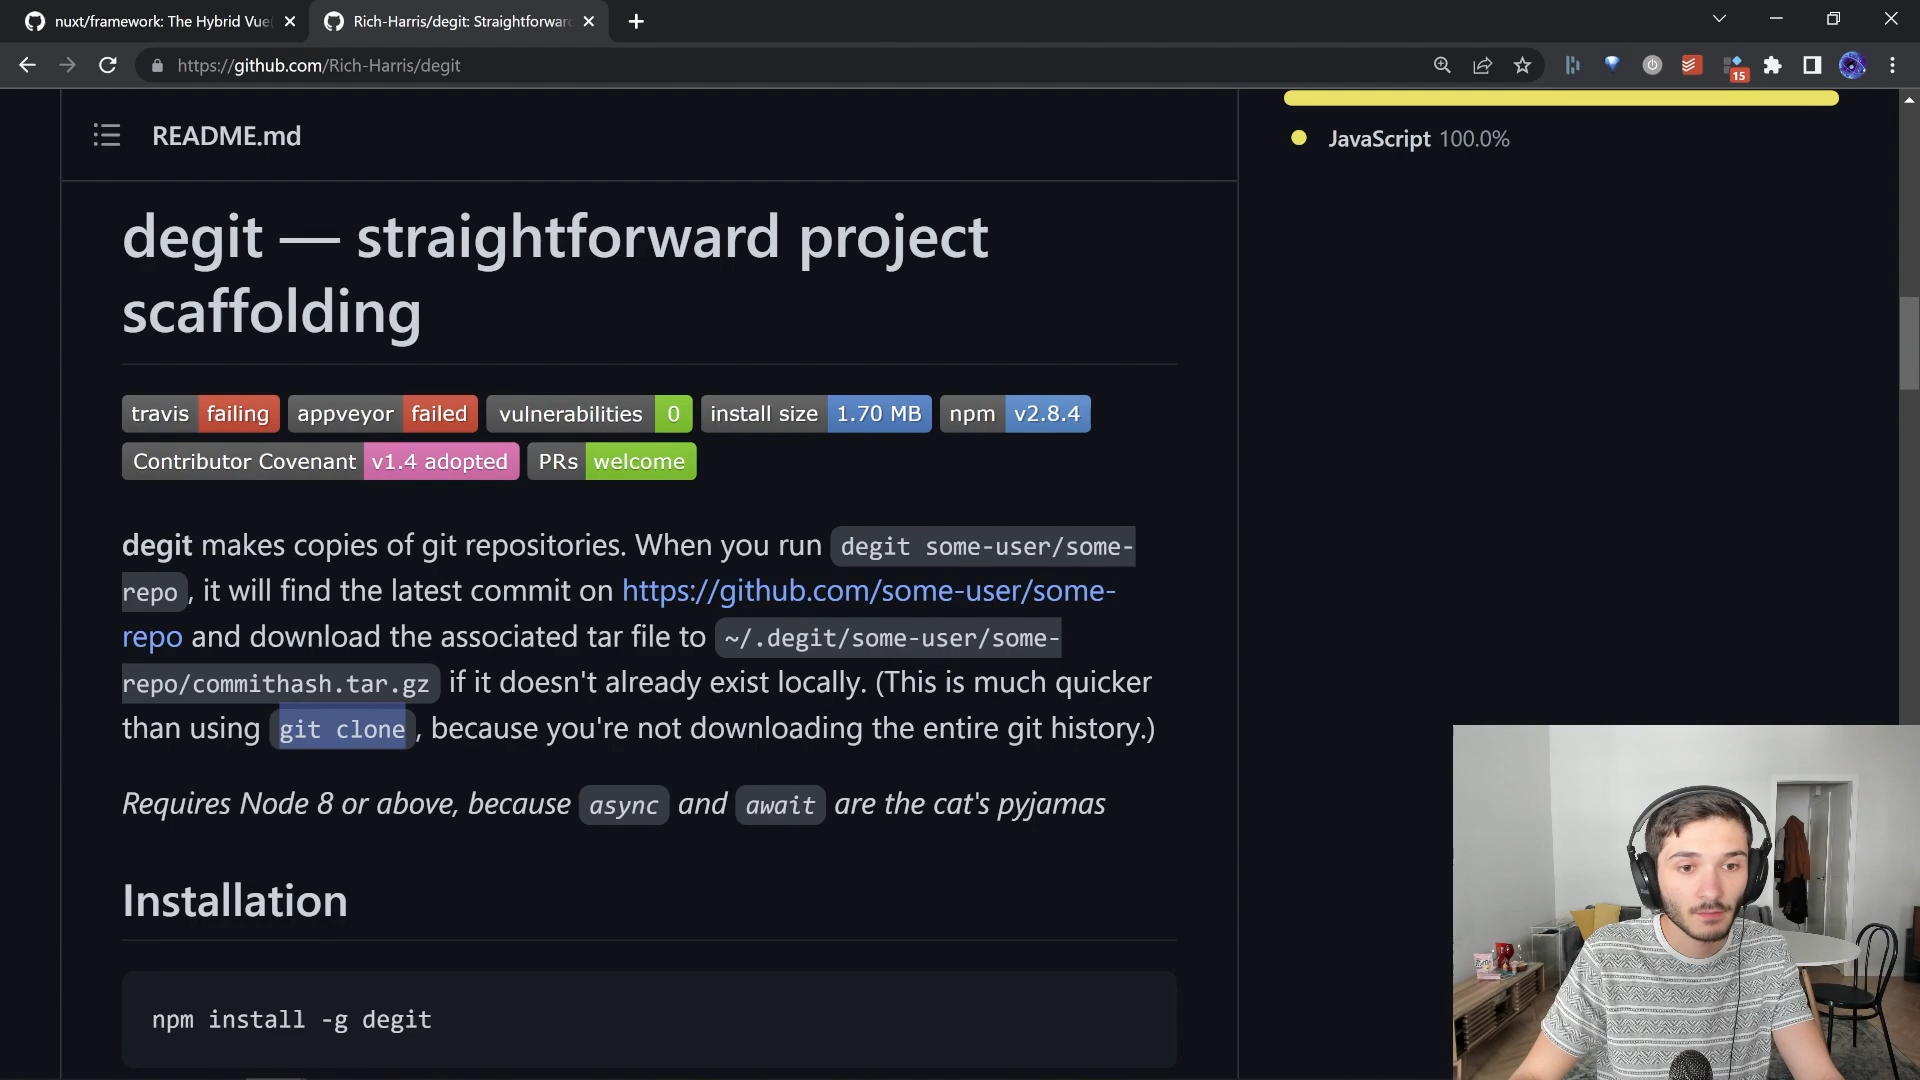 nuxt/framework: The Hybrid Vue
Rich-Harris/degit: Straightforward
https://github.com/Rich-Harris/degit
15
README.md
JavaScript 100.0%
degit — straightforward project
scaffolding
travis failing appveyor failed vulnerabilities 0 install size 1.70 MB npm v2.8.4
Contributor Covenant v1.4 adopted PRs welcome
degit makes copies of git repositories. When you run degit some-user/some-
repo, it will find the latest commit on https://github.com/some-user/some-
repo and download the associated tar file to ~/.degit/some-user/some-
repo/commithash.tar.gz if it doesn't already exist locally. (This is much quicker
than using git clone, because you're not downloading the entire git history.)
Requires Node 8 or above, because async and await are the cat's pyjamas
Installation
npm install -g degit